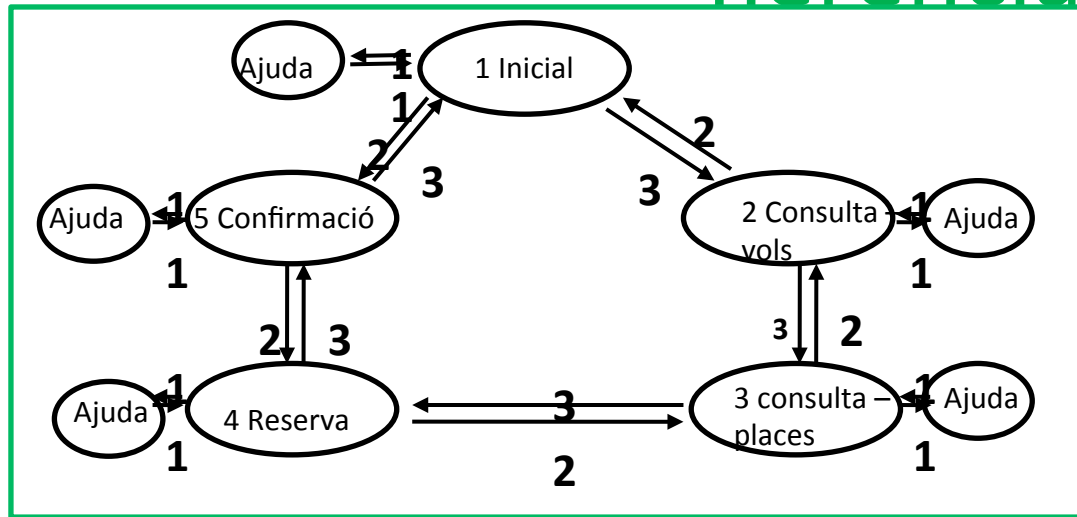 Ajuda
1
1 Inicial
1
2
3
2
3
Ajuda
1
5 Confirmació
1
2 Consulta –
vols
1
Ajuda
1
2
3
3
2
Ajuda
1
4 Reserva
1
3
2
3 consulta –
places
1
Ajuda
1